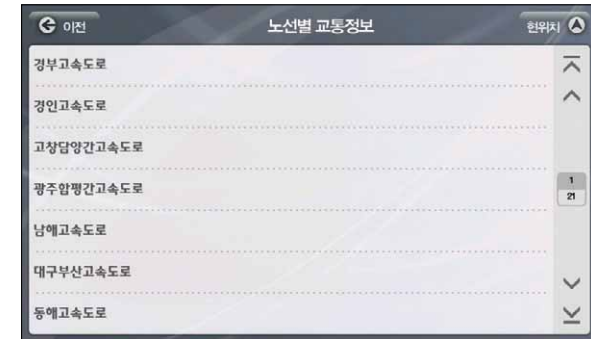 이전
노선별 교통정보
현위치
경부고속도로
경인고속도로
고창담양간고속도로
광주함평간고속도로
남해고속도로
대구부산고속도로
동해고속도로
1
21